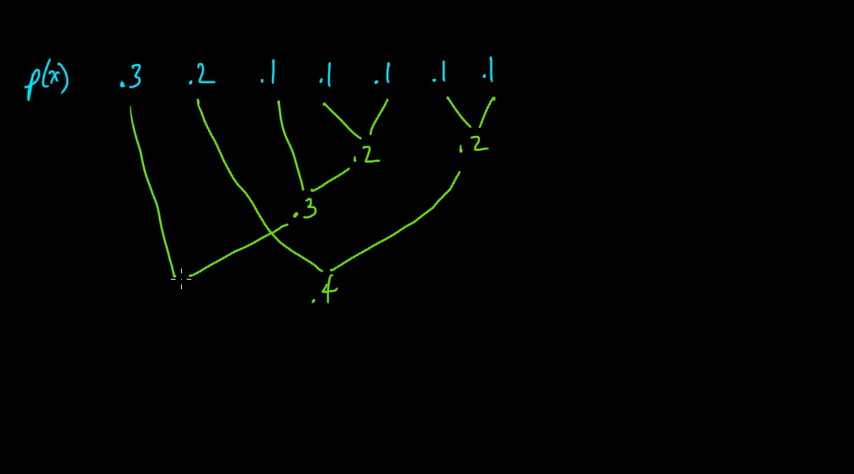 p(x) .3 .2 .1 .1 .1 .1 .1
.2 .2
.3
.4